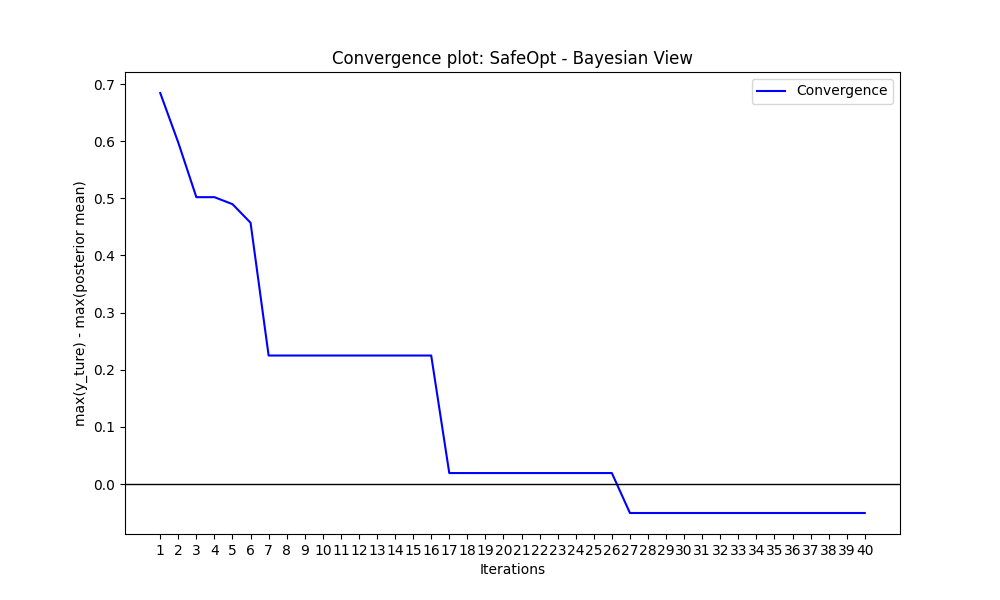 Convergence plot: SafeOpt - Bayesian View
Convergence
max(y_ture) - max(posterior mean)
0.7
0.6
0.5
0.4
0.3
0.2
0.1
0.0
1 2 3 4 5 6 7 8 9 10 11 12 13 14 15 16 17 18 19 20 21 22 23 24 25 26 27 28 29 30 31 32 33 34 35 36 37 38 39 40
Iterations